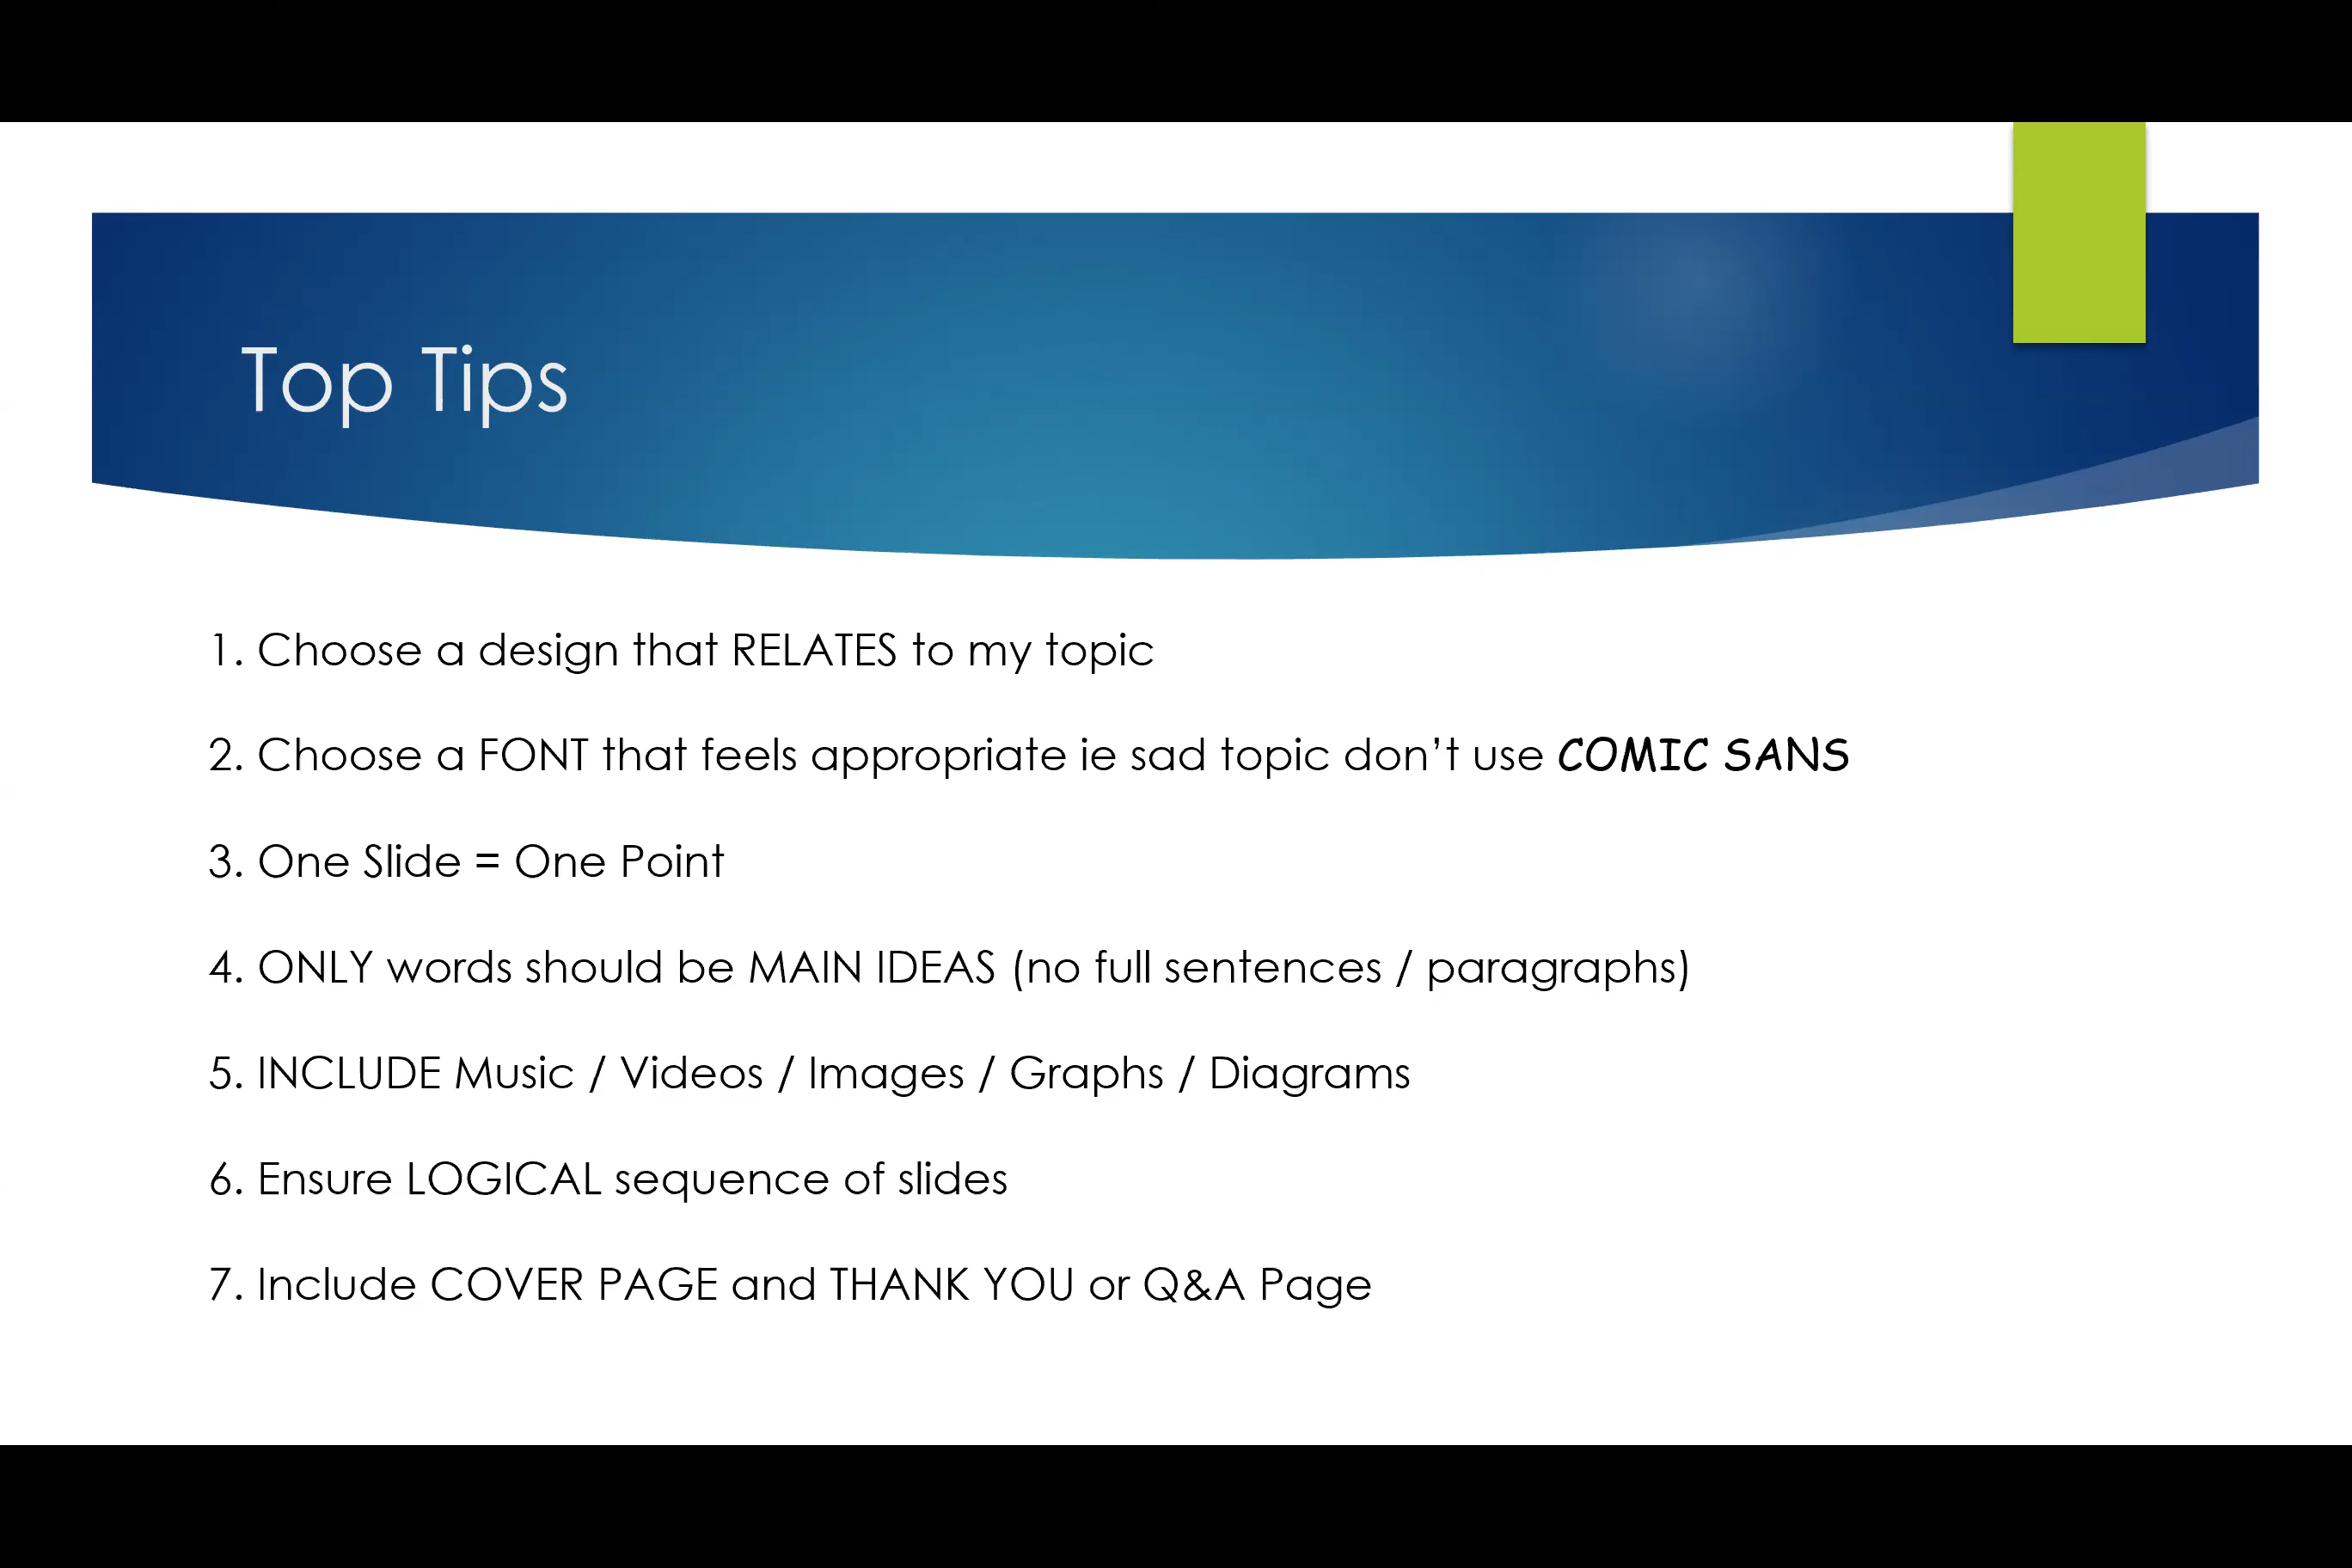 Top Tips
1. Choose a design that RELATES to my topic
2. Choose a FONT that feels appropriate ie sad topic don’t use COMIC SANS
3. One Slide = One Point
4. ONLY words should be MAIN IDEAS (no full sentences / paragraphs)
5. INCLUDE Music / Videos / Images / Graphs / Diagrams
6. Ensure LOGICAL sequence of slides
7. Include COVER PAGE and THANK YOU or Q&A Page